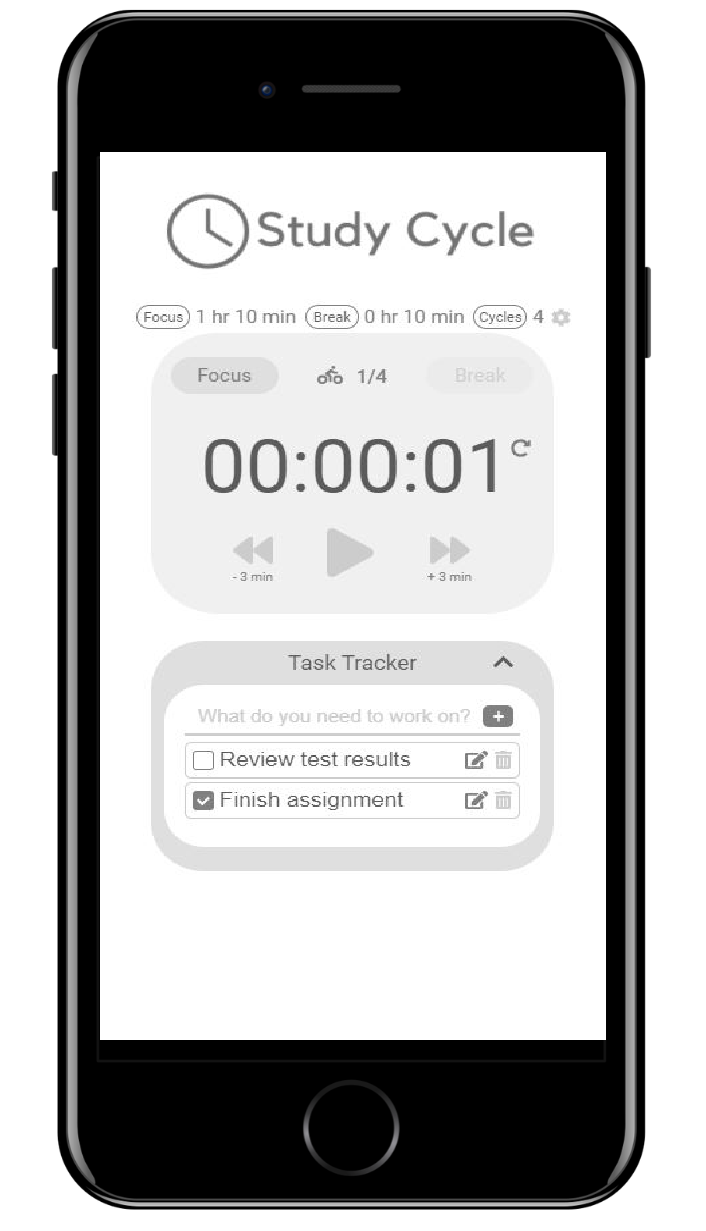 Study Cycle
Focus 1 hr 10 min Break 0 hr 10 min Cycles 4
Focus 1/4 Break
00:00:01
- 3 min + 3 min
Task Tracker
What do you need to work on?
Review test results
Finish assignment